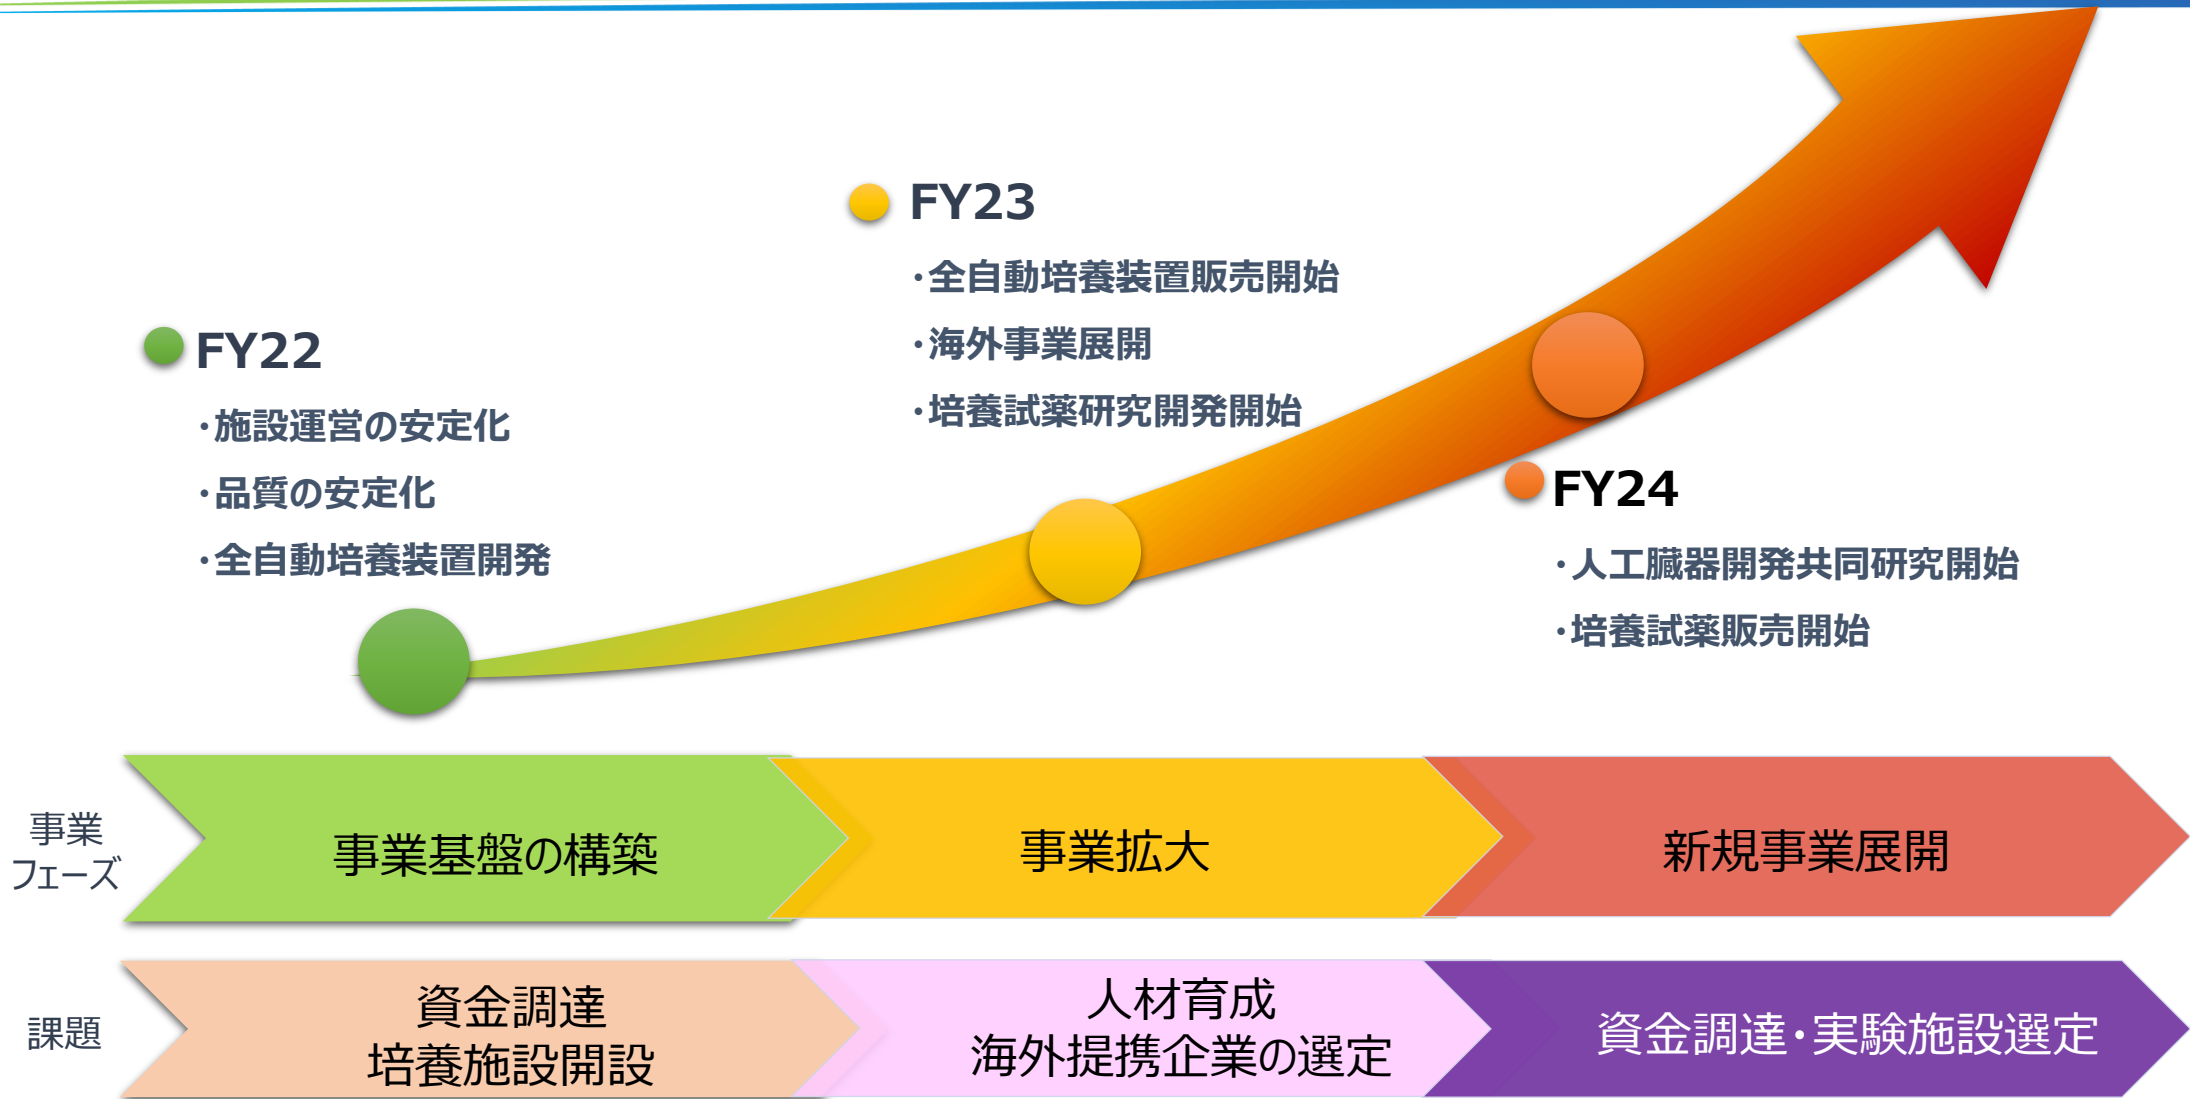 FY22
・施設運営の安定化
・品質の安定化
・全自動培養装置開発
FY23
・全自動培養装置販売開始
・海外事業展開
・培養試薬研究開発開始
FY24
・人工臓器開発共同研究開始
・培養試薬販売開始
事業
フェーズ
事業基盤の構築
事業拡大
新規事業展開
課題
資金調達
培養施設開設
人材育成
海外提携企業の選定
資金調達・実験施設選定